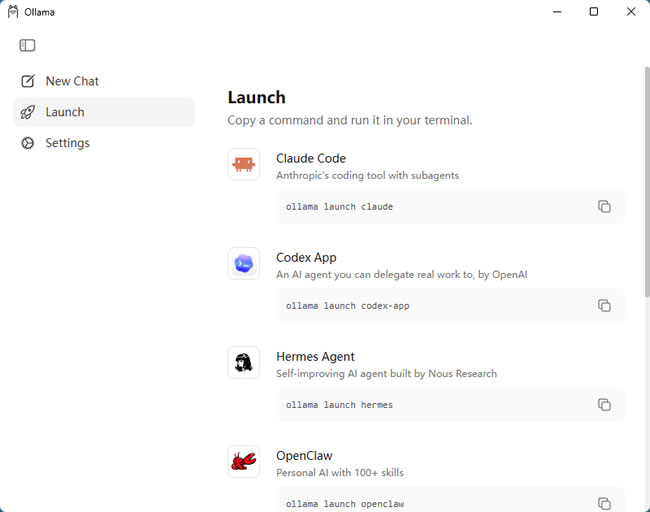 Ollama
New Chat
Launch
Settings
Launch
Copy a command and run it in your terminal.
Claude Code
Anthropic's coding tool with subagents
ollama launch claude
Codex App
An AI agent you can delegate real work to, by OpenAI
ollama launch codex-app
Hermes Agent
Self-improving AI agent built by Nous Research
ollama launch hermes
OpenClaw
Personal AI with 100+ skills
ollama launch openclaw